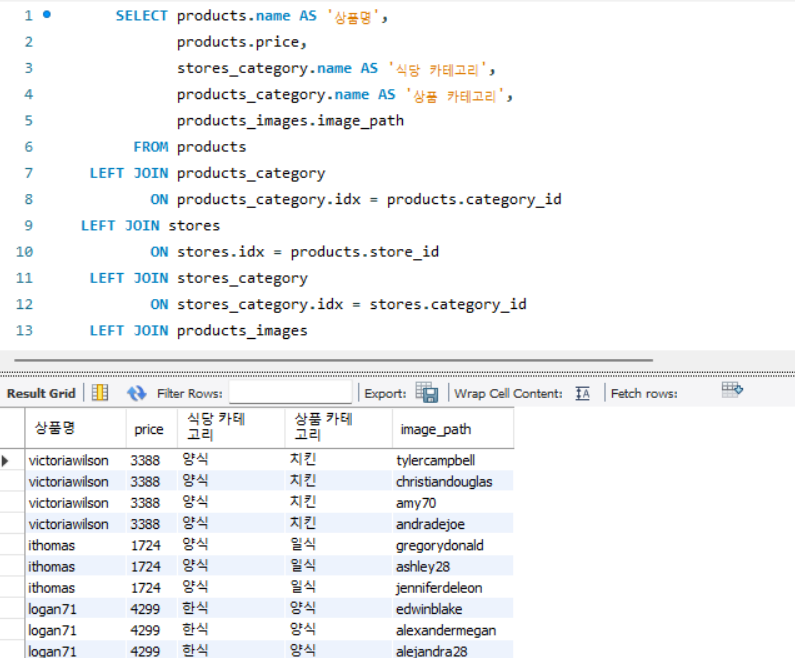 1 SELECT products.name AS '상품명',
2 products.price,
3 stores_category.name AS '식당 카테고리',
4 products_category.name AS '상품 카테고리',
5 products_images.image_path
6 FROM products
7 LEFT JOIN products_category
8 ON products_category.idx = products.category_id
9 LEFT JOIN stores
10 ON stores.idx = products.store_id
11 LEFT JOIN stores_category
12 ON stores_category.idx = stores.category_id
13 LEFT JOIN products_images
Result Grid Filter Rows: Export: Wrap Cell Content: Fetch rows:
상품명 price 식당 카테고리 상품 카테고리 image_path
victoriawilson 3388 양식 치킨 tylercampbell
victoriawilson 3388 양식 치킨 christiandouglas
victoriawilson 3388 양식 치킨 amy70
victoriawilson 3388 양식 치킨 andradejoe
ithomas 1724 양식 일식 gregorydonald
ithomas 1724 양식 일식 ashley28
ithomas 1724 양식 일식 jenniferdeleon
logan71 4299 한식 양식 edwinblake
logan71 4299 한식 양식 alexandermegan
logan71 4299 한식 양식 alejandra28